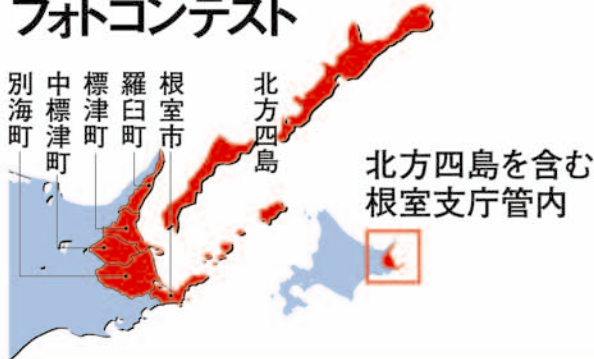 フォトコンテスト
別海町
中標津町
標津町
羅臼町
根室市
北方四島
北方四島を含む
根室支庁管内